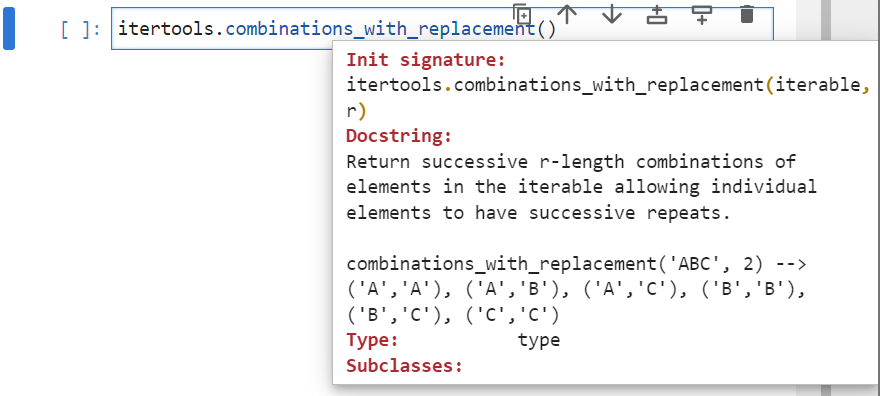 [ ]: itertools.combinations_with_replacement()
Init signature:
itertools.combinations_with_replacement(iterable,
r)
Docstring:
Return successive r-length combinations of
elements in the iterable allowing individual
elements to have successive repeats.
combinations_with_replacement('ABC', 2) -->
('A','A'), ('A','B'), ('A','C'), ('B','B'),
('B','C'), ('C','C')
Type: type
Subclasses: